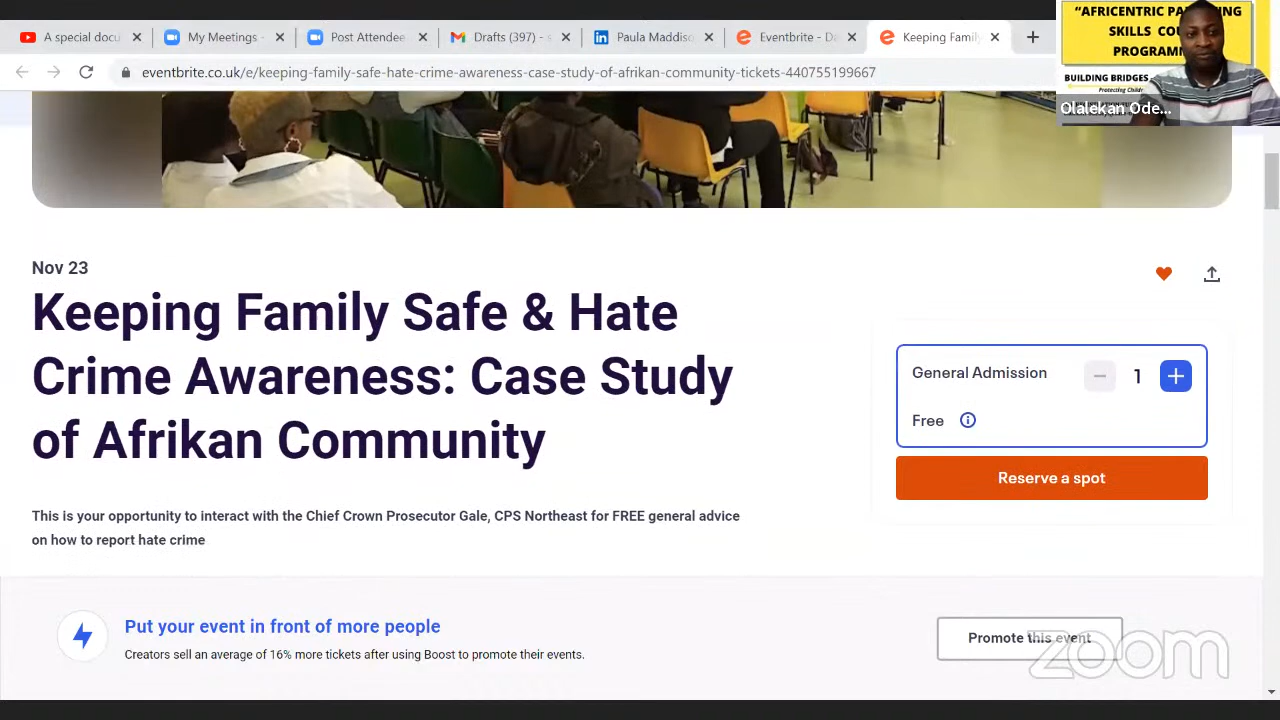 A special docu
My Meetings -
Post Attendee
Drafts (397) - s
Paula Maddiso
Eventbrite - Da
Keeping Family
eventbrite.co.uk/e/keeping-family-safe-hate-crime-awareness-case-study-of-afrikan-community-tickets-440755199667
"AFRICENTRIC PA
NG
SKILLS
PROGRAM
BUILDING BRIDGES
Olalekan Ode...
Nov 23
Keeping Family Safe & Hate
Crime Awareness: Case Study
of Afrikan Community
This is your opportunity to interact with the Chief Crown Prosecutor Gale, CPS Northeast for FREE general advice
on how to report hate crime
General Admission
1
Free
Reserve a spot
Put your event in front of more people
Creators sell an average of 16% more tickets after using Boost to promote their events.
Promote this event
zoom